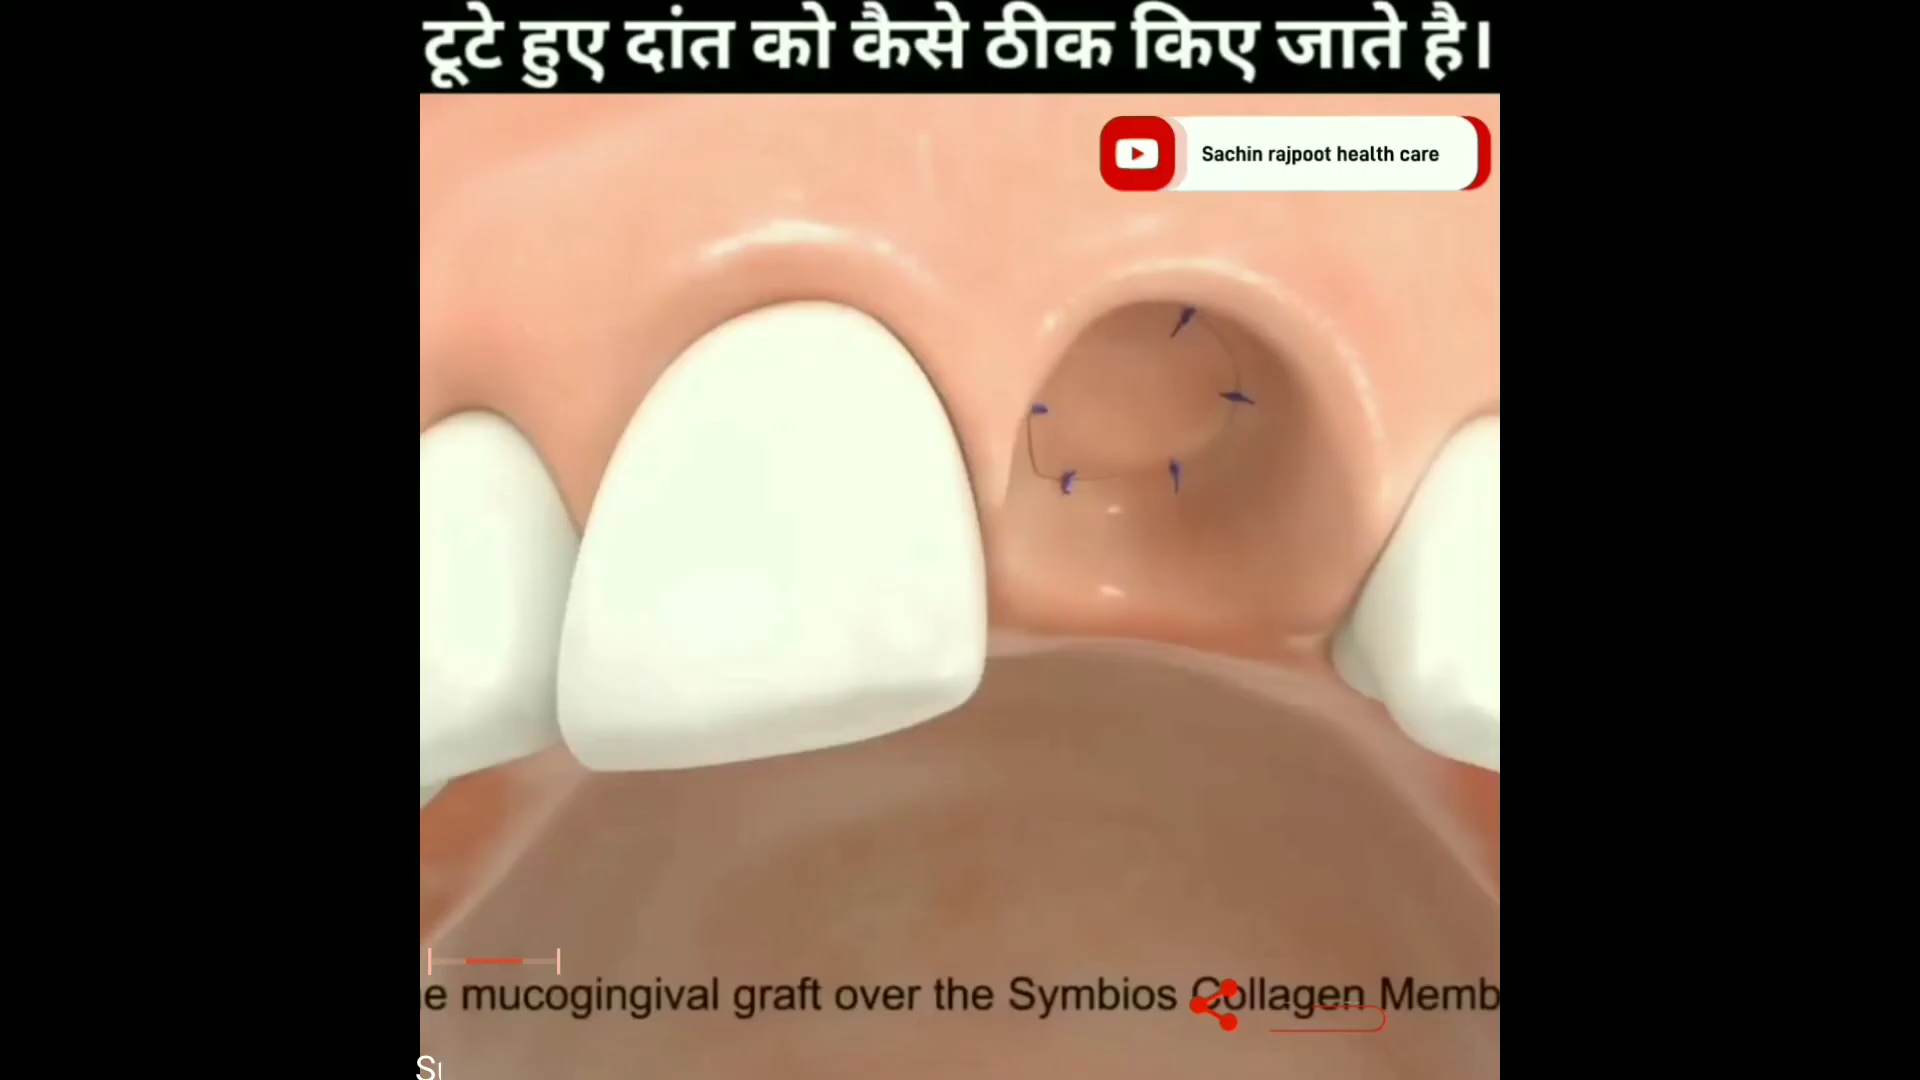 टूटे हुए दांत को कैसे ठीक किए जाते है।
Sachin rajpoot health care
e mucogingival graft over the Symbios Collagen Memb